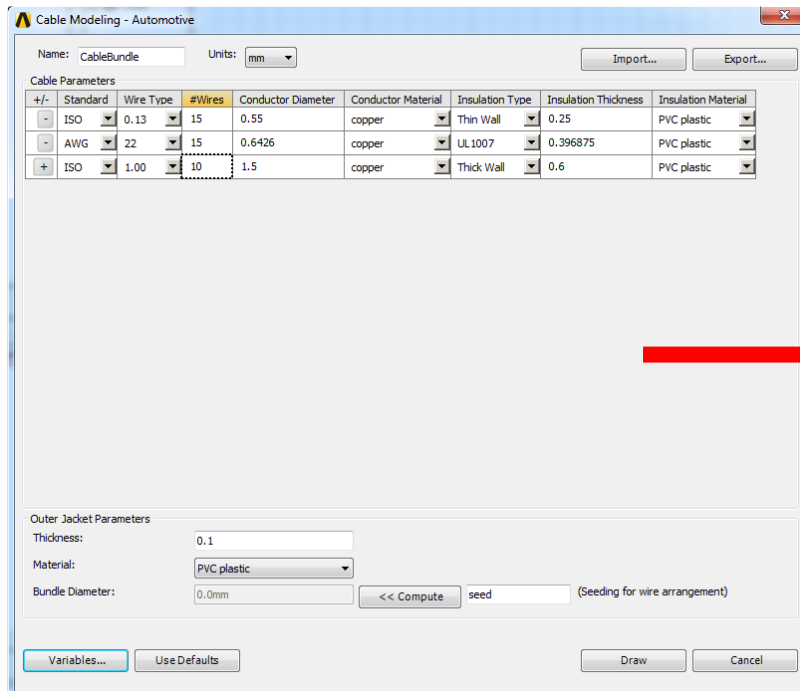 Cable Modeling - Automotive
Name: CableBundle Units: mm Import... Export...
Cable Parameters
+/- Standard Wire Type #Wires Conductor Diameter Conductor Material Insulation Type Insulation Thickness Insulation Material
- ISO 0.13 15 0.55 copper Thin Wall 0.25 PVC plastic
- AWG 22 15 0.6426 copper UL1007 0.396875 PVC plastic
+ ISO 1.00 10 1.5 copper Thick Wall 0.6 PVC plastic
Outer Jacket Parameters
Thickness: 0.1
Material: PVC plastic
Bundle Diameter: 0.0mm << Compute seed (Seeding for wire arrangement)
Variables... Use Defaults Draw Cancel